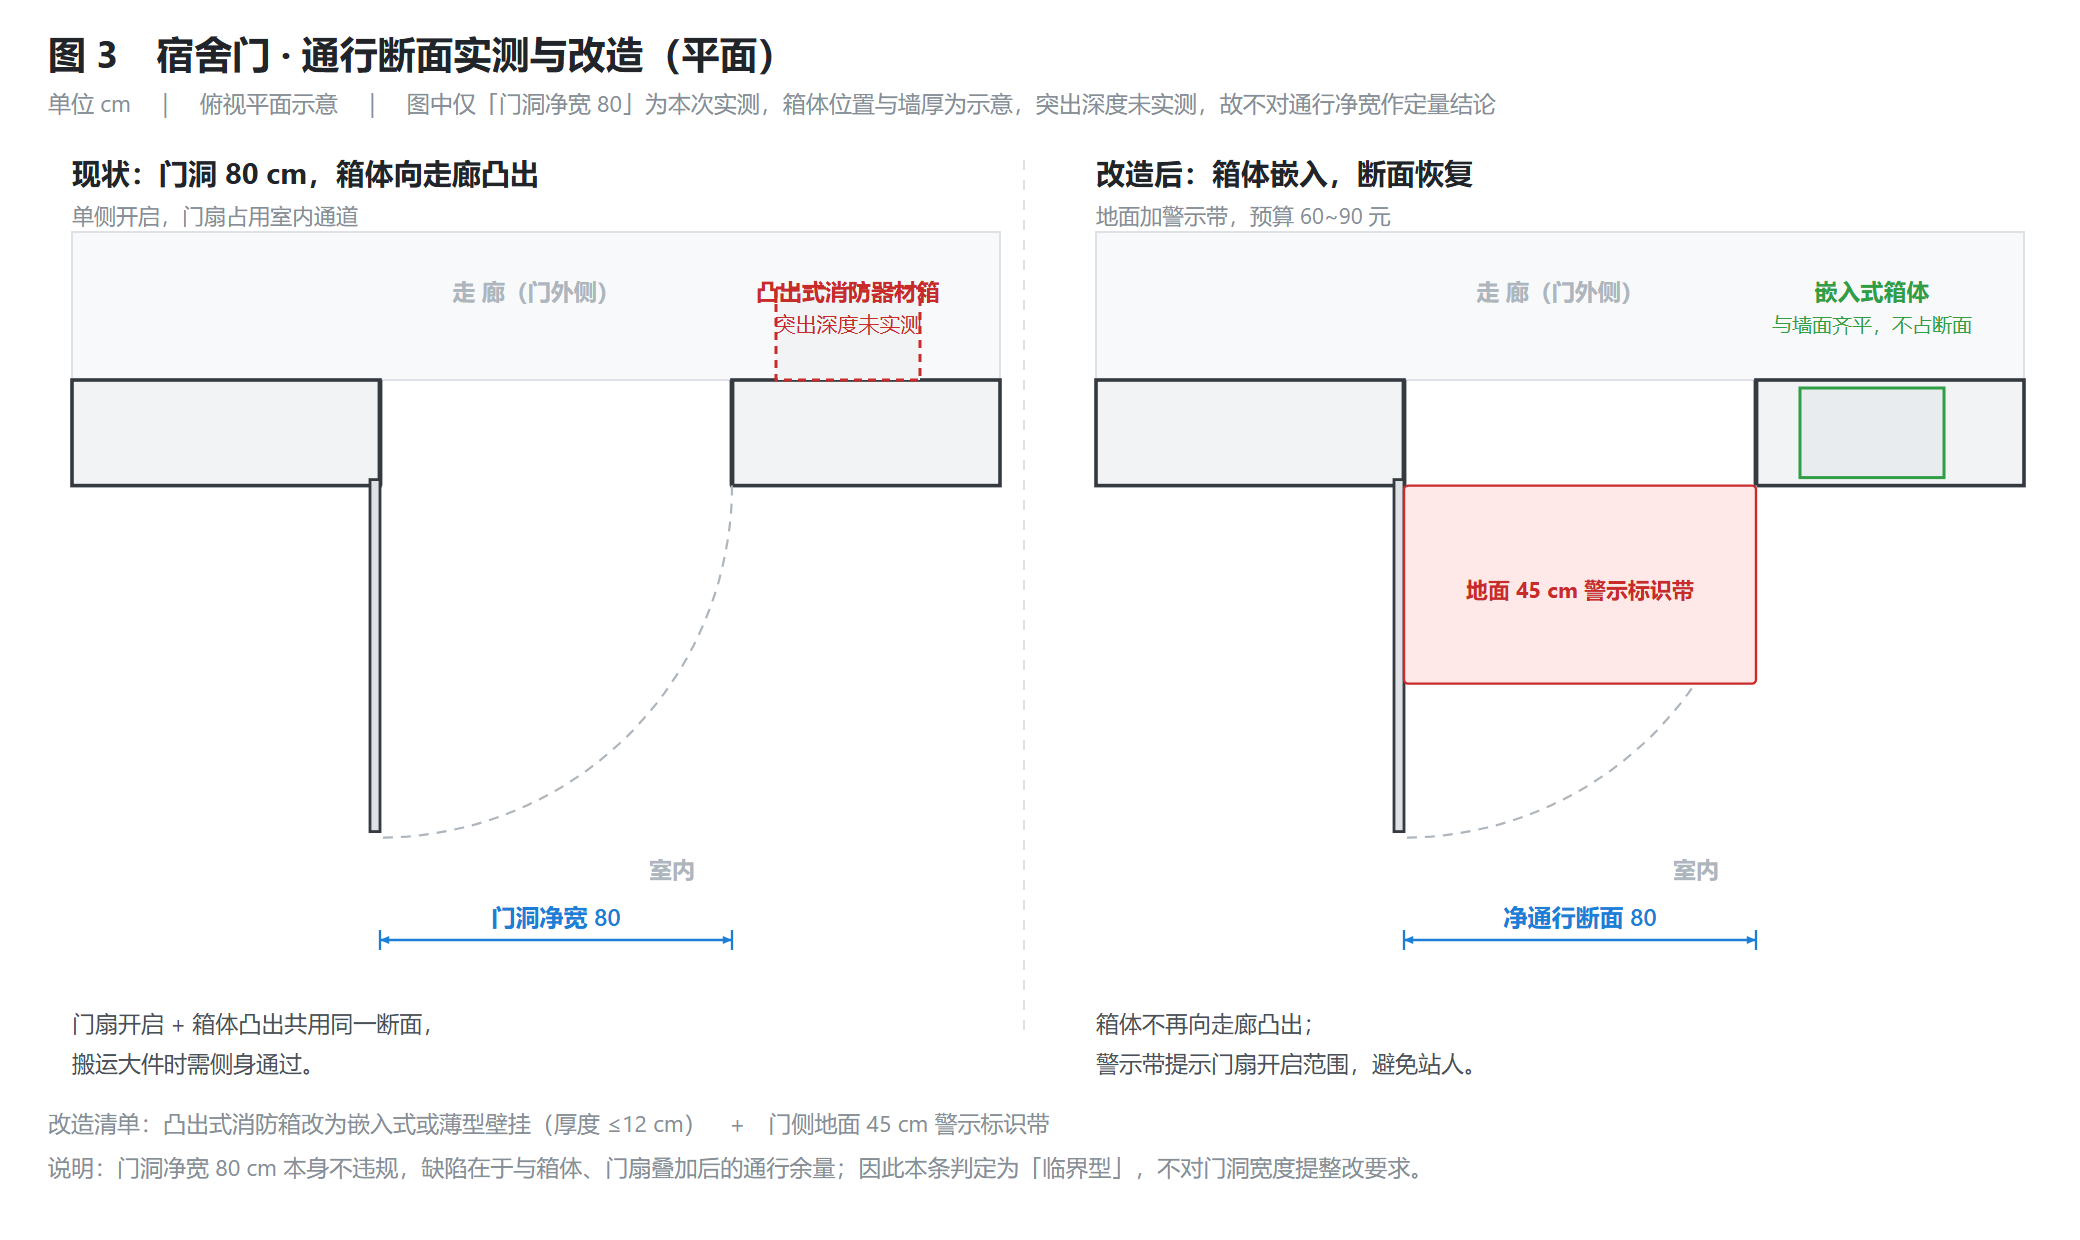 图 3　宿舍门 · 通行断面实测与改造（平面）
单位 cm　|　俯视平面示意　|　图中仅「门洞净宽 80」为本次实测，箱体位置与墙厚为示意，突出深度未实测，故不对通行净宽作定量结论
现状：门洞 80 cm，箱体向走廊凸出
单侧开启，门扇占用室内通道
走 廊（门外侧）
凸出式消防器材箱
突出深度未实测
室内
门洞净宽 80
门扇开启 + 箱体凸出共用同一断面，
搬运大件时需侧身通过。
改造后：箱体嵌入，断面恢复
地面加警示带，预算 60~90 元
走 廊（门外侧）
嵌入式箱体
与墙面齐平，不占断面
地面 45 cm 警示标识带
室内
净通行断面 80
箱体不再向走廊凸出；
警示带提示门扇开启范围，避免站人。
改造清单：凸出式消防箱改为嵌入式或薄型壁挂（厚度 ≤12 cm）　+　门侧地面 45 cm 警示标识带
说明：门洞净宽 80 cm 本身不违规，缺陷在于与箱体、门扇叠加后的通行余量；因此本条判定为「临界型」，不对门洞宽度提整改要求。